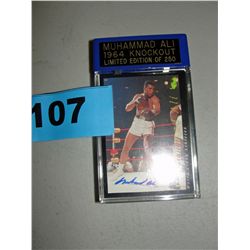 MUHAMMAD ALI
1964 KNOCKOUT
LIMITED EDITION OF 250
107